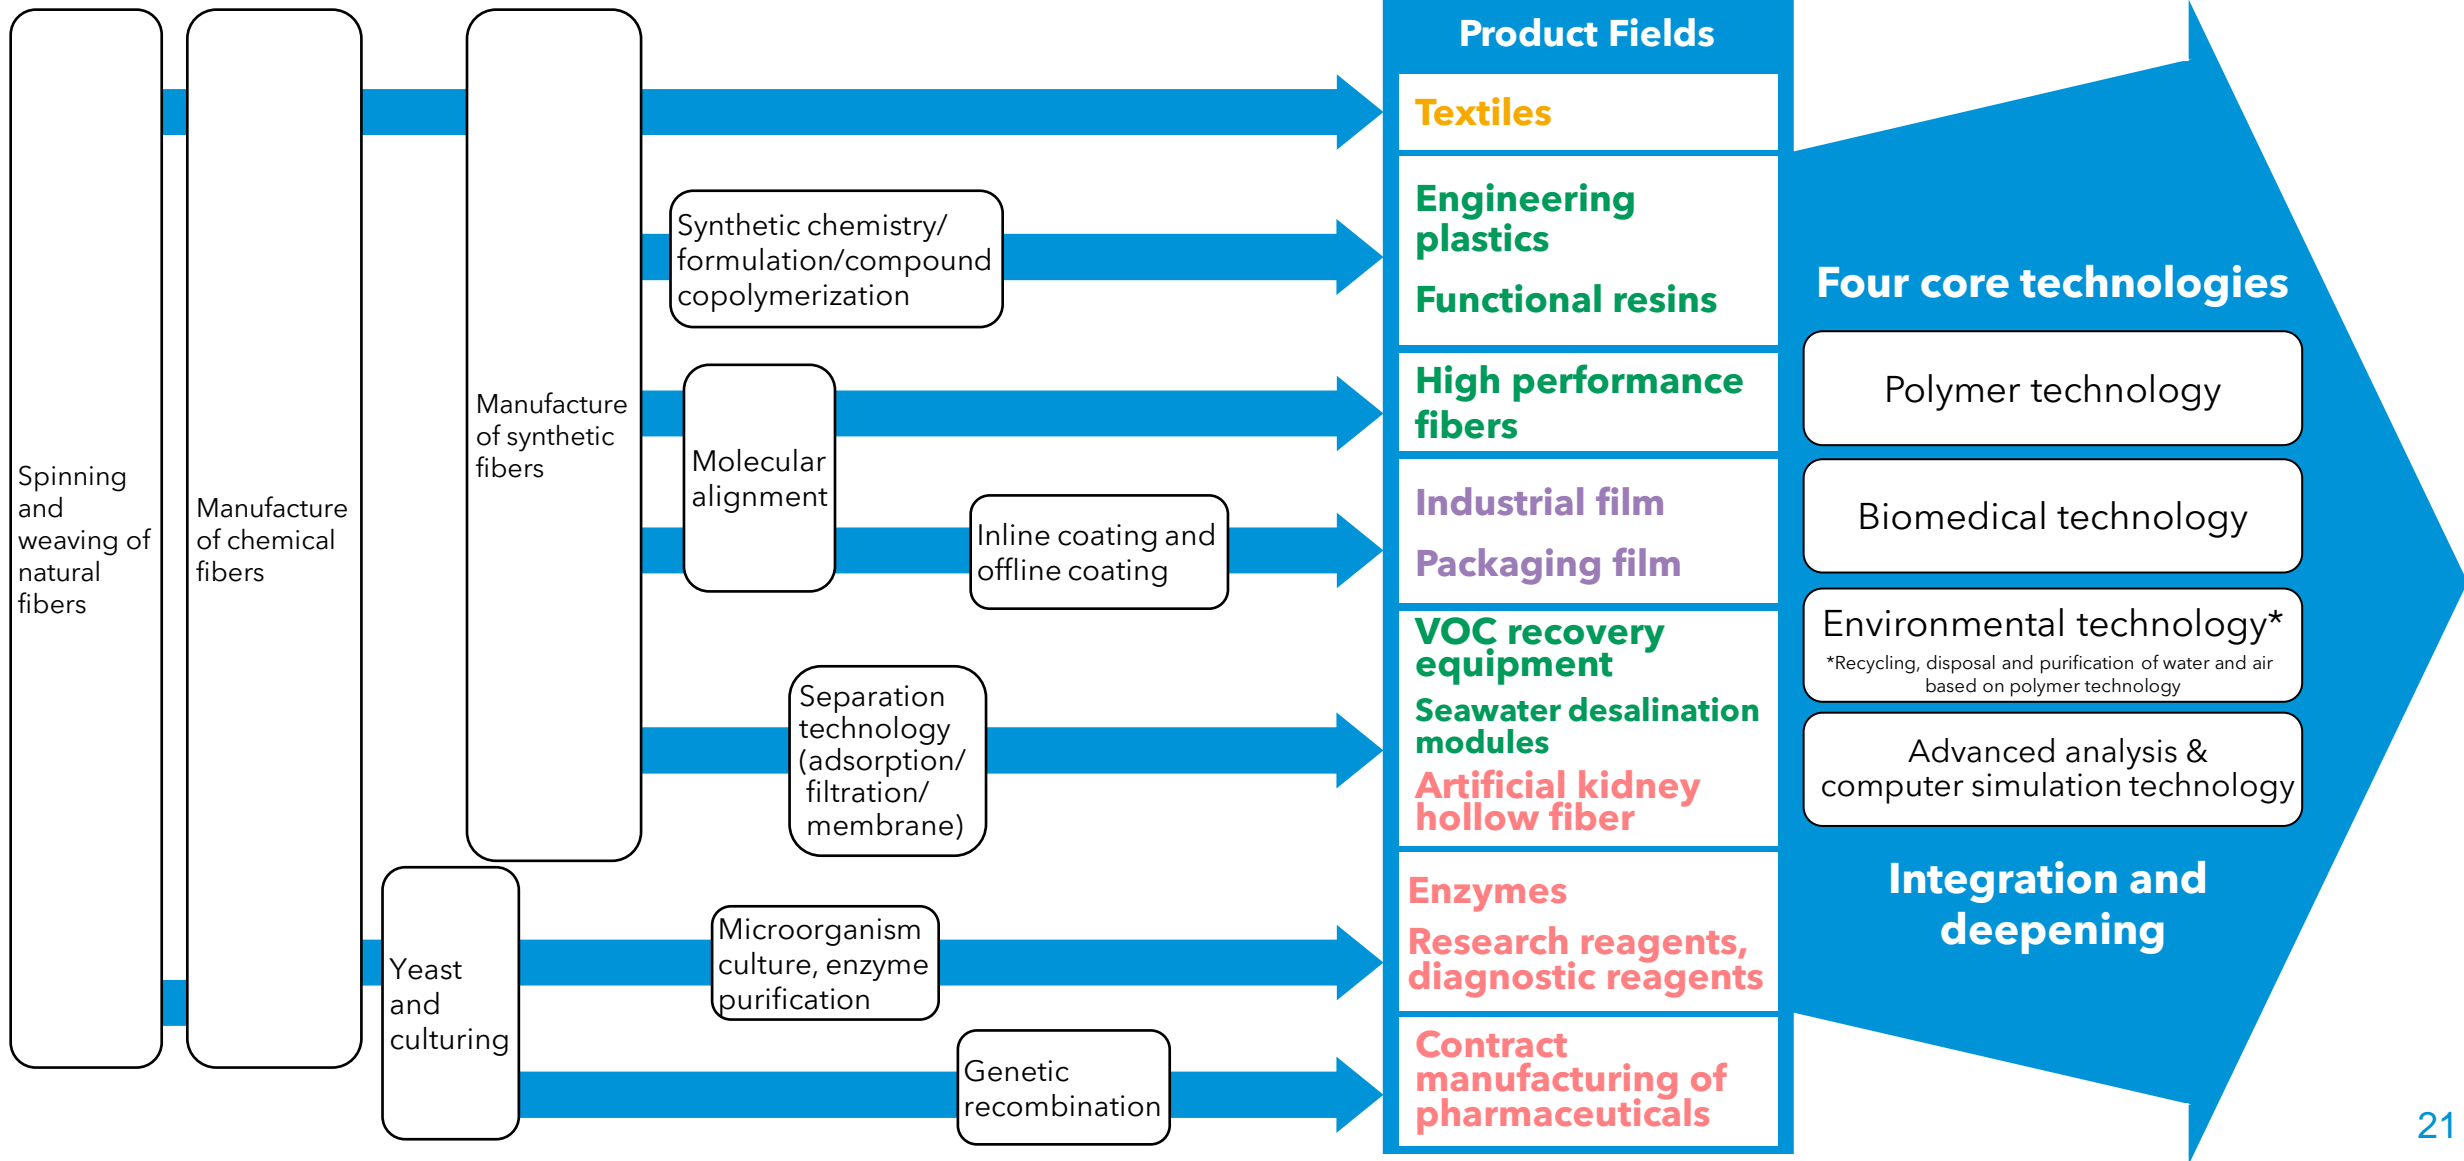 Spinning
and
weaving of
natural
fibers
Manufacture
of chemical
fibers
Manufacture
of synthetic
fibers
Yeast
and
culturing
Synthetic chemistry/
formulation/compound
copolymerization
Molecular
alignment
Inline coating and
offline coating
Separation
technology
(adsorption/
filtration/
membrane)
Microorganism
culture, enzyme
purification
Genetic
recombination
Product Fields
Textiles
Engineering
plastics
Functional resins
High performance
fibers
Industrial film
Packaging film
VOC recovery
equipment
Seawater desalination
modules
Artificial kidney
hollow fiber
Enzymes
Research reagents,
diagnostic reagents
Contract
manufacturing of
pharmaceuticals
Four core technologies
Polymer technology
Biomedical technology
Environmental technology*
*Recycling, disposal and purification of water and air
based on polymer technology
Advanced analysis &
computer simulation technology
Integration and
deepening
21